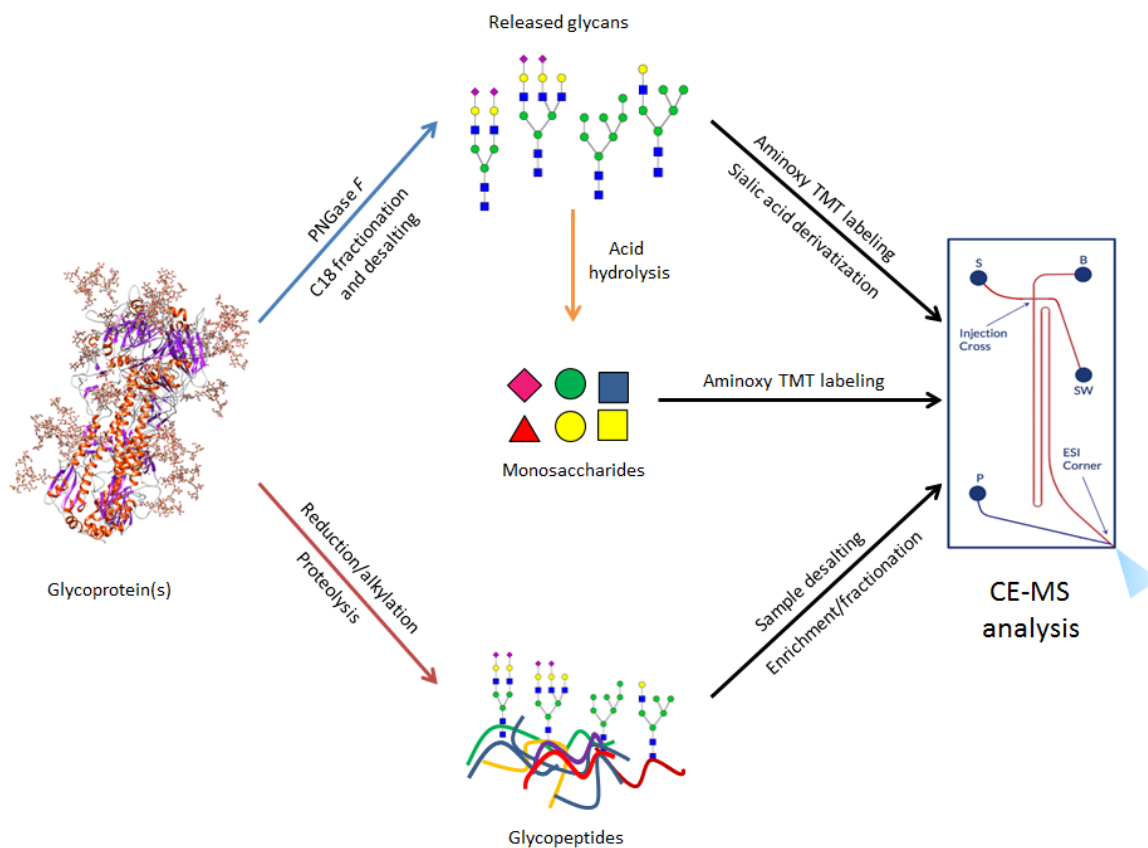 Released glycans
PNGase F
C18 fractionation
and desalting
Aminoxy TMT labeling
Sialic acid derivatization
Acid
hydrolysis
S
B
Injection
Cross
SW
ESI
Corner
P
Aminoxy TMT labeling
Monosaccharides
Glycoprotein(s)
Reduction/alkylation
Proteolysis
Sample desalting
Enrichment/fractionation
CE-MS
analysis
Glycopeptides